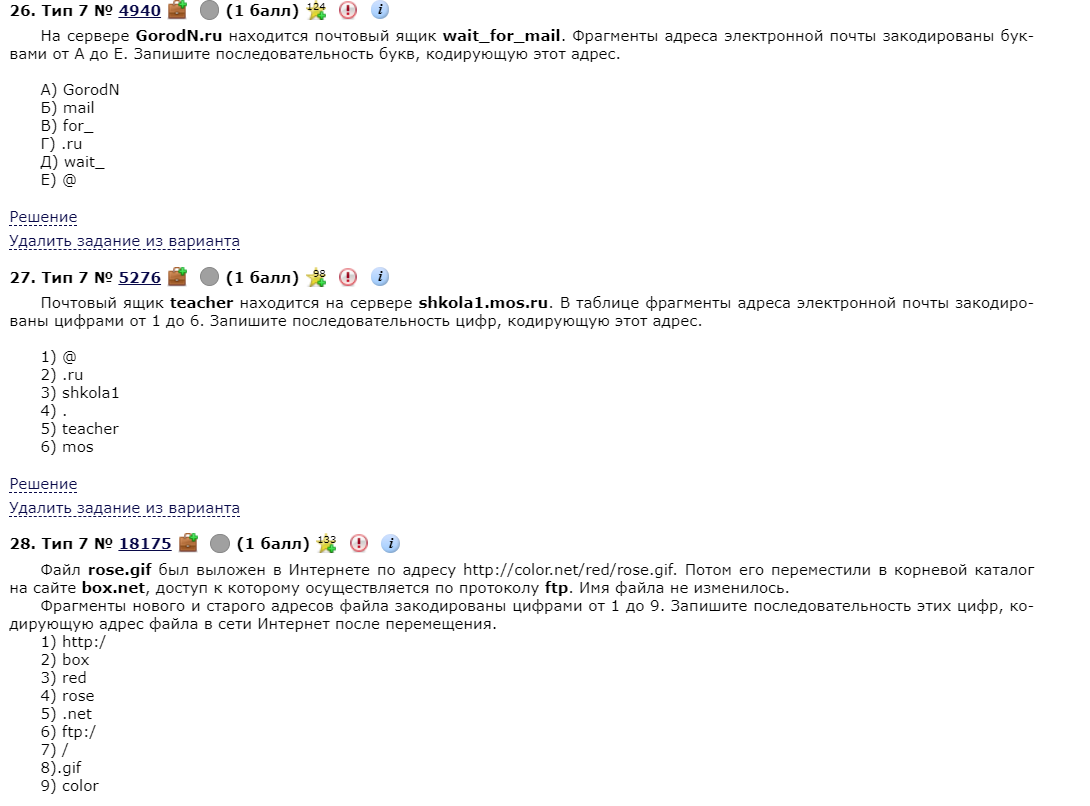 26. Тип 7 № 4940 (1 балл) 124
На сервере GorodN.ru находится почтовый ящик wait_for_mail. Фрагменты адреса электронной почты закодированы бук-
вами от А до Е. Запишите последовательность букв, кодирующую этот адрес.
А) GorodN
Б) mail
В) for_
Г) .ru
Д) wait_
Е) @
Решение
Удалить задание из варианта
27. Тип 7 № 5276 (1 балл) 98
Почтовый ящик teacher находится на сервере shkola1.mos.ru. В таблице фрагменты адреса электронной почты закодиро-
ваны цифрами от 1 до 6. Запишите последовательность цифр, кодирующую этот адрес.
1) @
2) .ru
3) shkola1
4) .
5) teacher
6) mos
Решение
Удалить задание из варианта
28. Тип 7 № 18175 (1 балл) 133
Файл rose.gif был выложен в Интернете по адресу http://color.net/red/rose.gif. Потом его переместили в корневой каталог
на сайте box.net, доступ к которому осуществляется по протоколу ftp. Имя файла не изменилось.
Фрагменты нового и старого адресов файла закодированы цифрами от 1 до 9. Запишите последовательность этих цифр, ко-
дирующую адрес файла в сети Интернет после перемещения.
1) http:/
2) box
3) red
4) rose
5) .net
6) ftp:/
7) /
8).gif
9) color